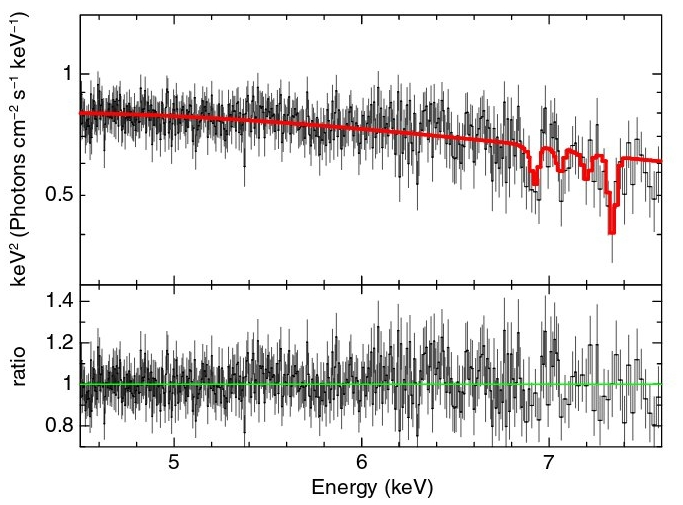 keV² (Photons cm⁻² s⁻¹ keV⁻¹)
1
0.5
ratio
1.4
1.2
1
0.8
5 6 7
Energy (keV)